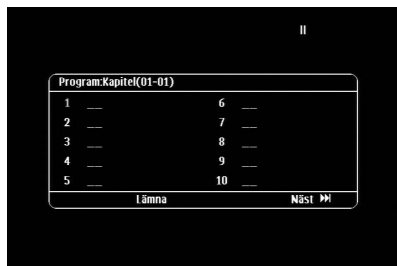 Program:Kapitel(01-01)
1 __ 6 __
2 __ 7 __
3 __ 8 __
4 __ 9 __
5 __ 10 __
Lämna Näst